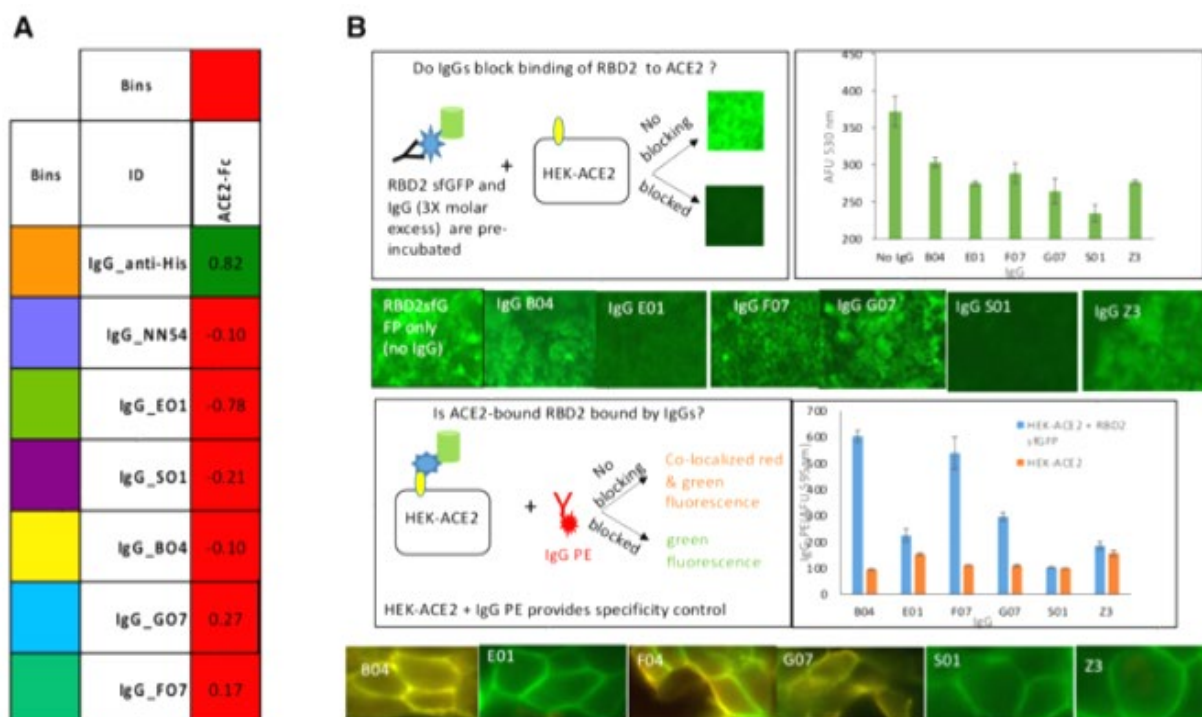 A
Bins
Bins
ID
ACE2-Fc
IgG_anti-His
0.82
IgG_NN54
-0.10
IgG_EO1
-0.78
IgG_SO1
-0.21
IgG_BO4
-0.10
IgG_GO7
0.27
IgG_FO7
0.17
B
Do IgGs block binding of RBD2 to ACE2 ?
RBD2 sfGFP and
IgG (3X molar
excess) are pre-
incubated
+
HEK-ACE2
No
blocking
blocked
450
400
350
300
250
200
AFU 530 nm
No IgG B04 E01 F07 G07 S01 Z3
IgG
RBD2sfG
FP only
(no IgG)
IgG B04
IgG E01
IgG F07
IgG G07
IgG S01
IgG Z3
Is ACE2-bound RBD2 bound by IgGs?
HEK-ACE2
+
IgG PE
No
blocking
blocked
Co-localized red
& green
fluorescence
green
fluorescence
HEK-ACE2 + IgG PE provides specificity control
700
600
500
400
300
200
100
0
IgG PE(AFU 595nm)
HEK-ACE2 + RBD2
sfGFP
HEK-ACE2
B04 E01 F07 G07 S01 Z3
IgG
B04
E01
F04
G07
S01
Z3